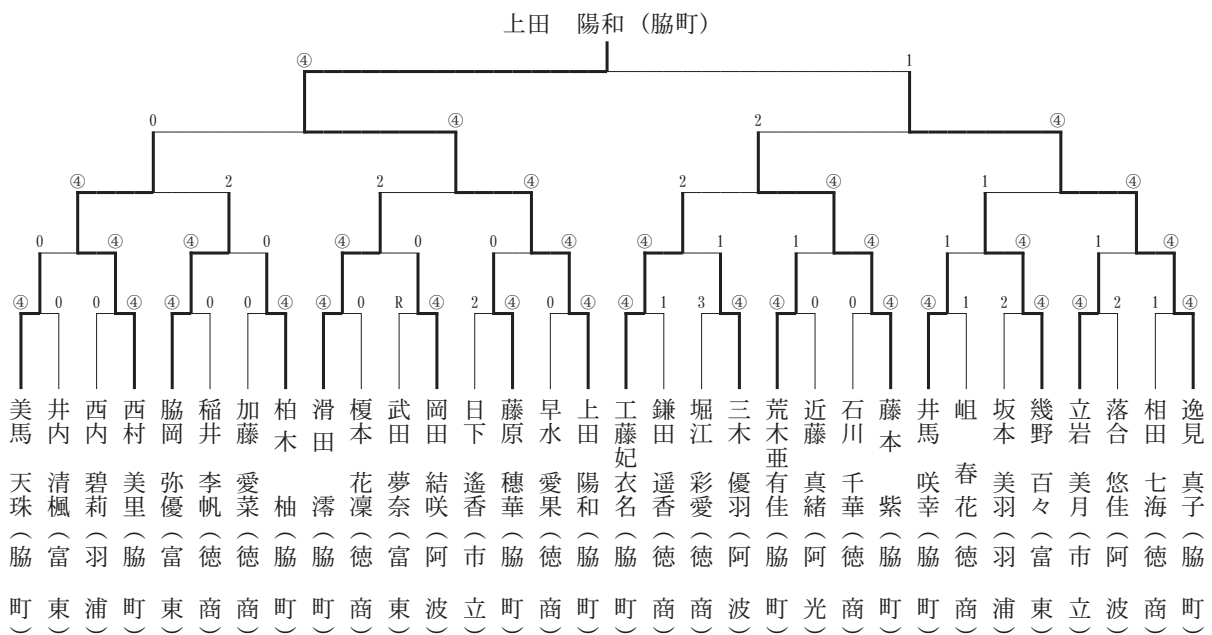 上田　陽和（脇町）
④ 1
0 ④ 2 ④
④ 2 2 ④ 2 ④ 1 ④
0 ④ ④ 0 ④ 0 0 ④ ④ 1 1 ④ 1 ④ 1 ④
④ 0 0 ④ ④ 0 0 ④ ④ 0 R ④ 2 ④ 0 ④ ④ 1 3 ④ ④ 0 0 ④ ④ 1 2 ④ ④ 2 1 ④
美馬　天珠（脇　町）
井内　清楓（富　東）
西内　碧莉（羽　浦）
西村　美里（脇　町）
脇岡　弥優（富　東）
稲井　李帆（徳　商）
加藤　愛菜（徳　商）
柏木　柚（脇　町）
滑田　澪（脇　町）
榎本　花凜（徳　商）
武田　夢奈（富　東）
岡田　結咲（阿　波）
日下　遙香（市　立）
藤原　穂華（脇　町）
早水　愛果（徳　商）
上田　陽和（脇　町）
工藤妃衣名（脇　町）
鎌田　遥香（徳　商）
堀江　彩愛（徳　商）
三木　優羽（阿　波）
荒木亜有佳（脇　町）
近藤　真緒（阿　光）
石川　千華（徳　商）
藤本　紫（脇　町）
井馬　咲幸（脇　町）
岨　春花（徳　商）
坂本　美羽（羽　浦）
幾野　百々（富　東）
立岩　美月（市　立）
落合　悠佳（阿　波）
相田　七海（徳　商）
逸見　真子（脇　町）